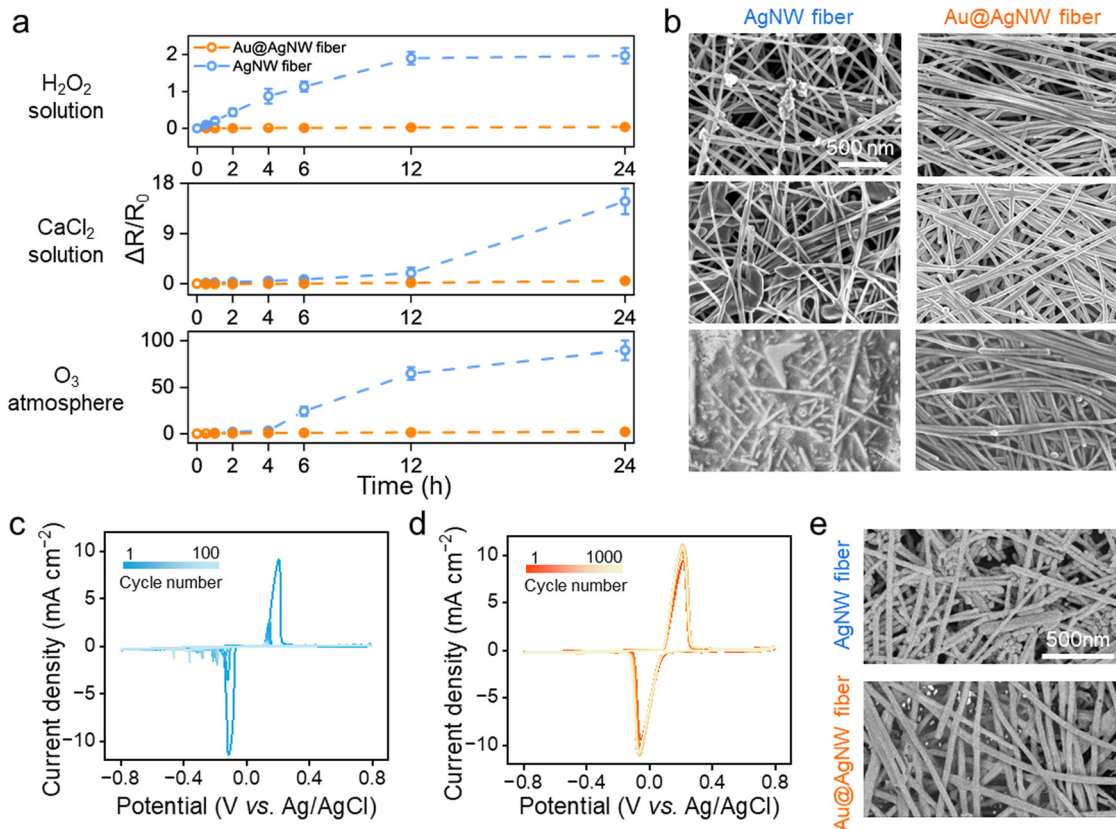 a
H₂O₂
solution
Au@AgNW fiber
AgNW fiber
2
1
0
0 2 4 6 12 24
CaCl₂
solution
ΔR/R₀
18
9
0
0 2 4 6 12 24
O₃
atmosphere
100
50
0
0 2 4 6 12 24
Time (h)
b
AgNW fiber
Au@AgNW fiber
500 nm
c
1 100
Cycle number
Current density (mA cm⁻²)
10
5
0
−5
−10
−0.8 −0.4 0.0 0.4 0.8
Potential (V vs. Ag/AgCl)
d
1 1000
Cycle number
Current density (mA cm⁻²)
10
5
0
−5
−10
−0.8 −0.4 0.0 0.4 0.8
Potential (V vs. Ag/AgCl)
e
AgNW fiber
500nm
Au@AgNW fiber